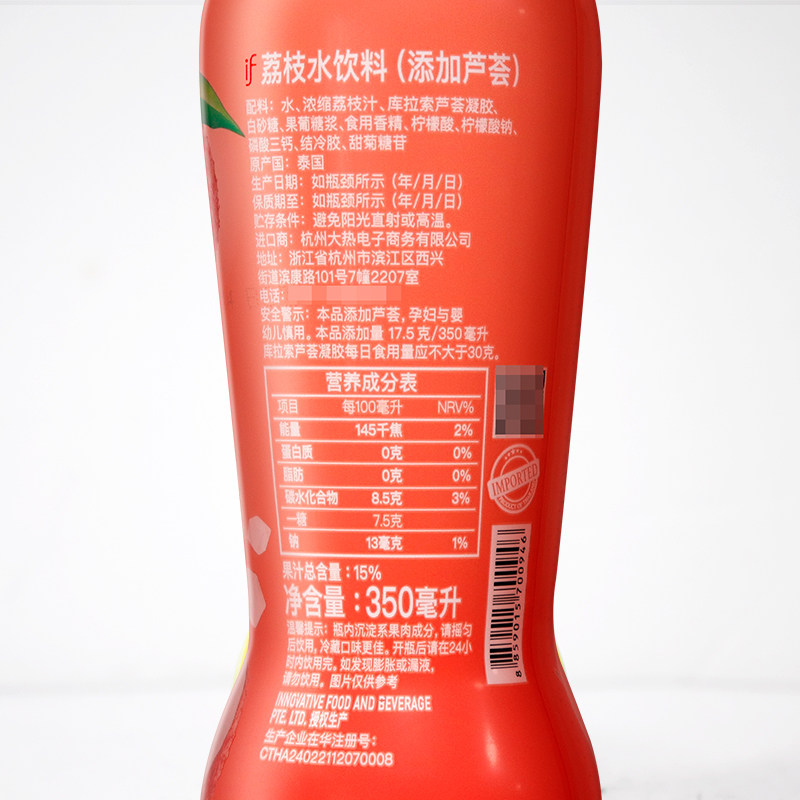 if 荔枝水饮料（添加芦荟）
配料：水、浓缩荔枝汁、库拉索芦荟凝胶、
白砂糖、果葡糖浆、食用香精、柠檬酸、柠檬酸钠、
磷酸三钙、结冷胶、甜菊糖苷
原产国：泰国
生产日期：如瓶颈所示（年/月/日）
保质期至：如瓶颈所示（年/月/日）
贮存条件：避免阳光直射或高温。
进口商：杭州大热电子商务有限公司
地址：浙江省杭州市滨江区西兴
街道滨康路101号7幢2207室
电话：
安全警示：本品添加芦荟，孕妇与婴
幼儿慎用。本品添加量 17.5 克/350毫升
库拉索芦荟凝胶每日食用量应不大于30克。
营养成分表
项目 每100毫升 NRV%
能量 145千焦 2%
蛋白质 0克 0%
脂肪 0克 0%
碳水化合物 8.5克 3%
—糖 7.5克
钠 13毫克 1%
IMPORTED
果汁总含量：15%
净含量：350毫升
温馨提示：瓶内沉淀系果肉成分，请摇匀
后饮用，冷藏口味更佳。开瓶后请在24小
时内饮用完。如发现膨胀或漏液，
请勿饮用。图片仅供参考
INNOVATIVE FOOD AND BEVERAGE
PTE. LTD. 授权生产
生产企业在华注册号：
CTHA24022112070008
8 859015 700946